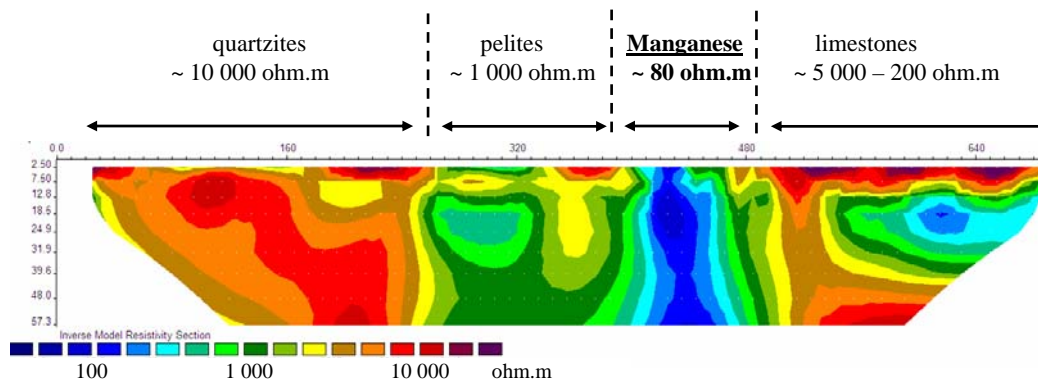 quartzites
~ 10 000 ohm.m
pelites
~ 1 000 ohm.m
Manganese
~ 80 ohm.m
limestones
~ 5 000 – 200 ohm.m
0.0 160 320 480 640
2.50
7.50
12.8
18.5
24.9
31.9
39.6
48.0
57.3
Inverse Model Resistivity Section
100 1 000 10 000 ohm.m